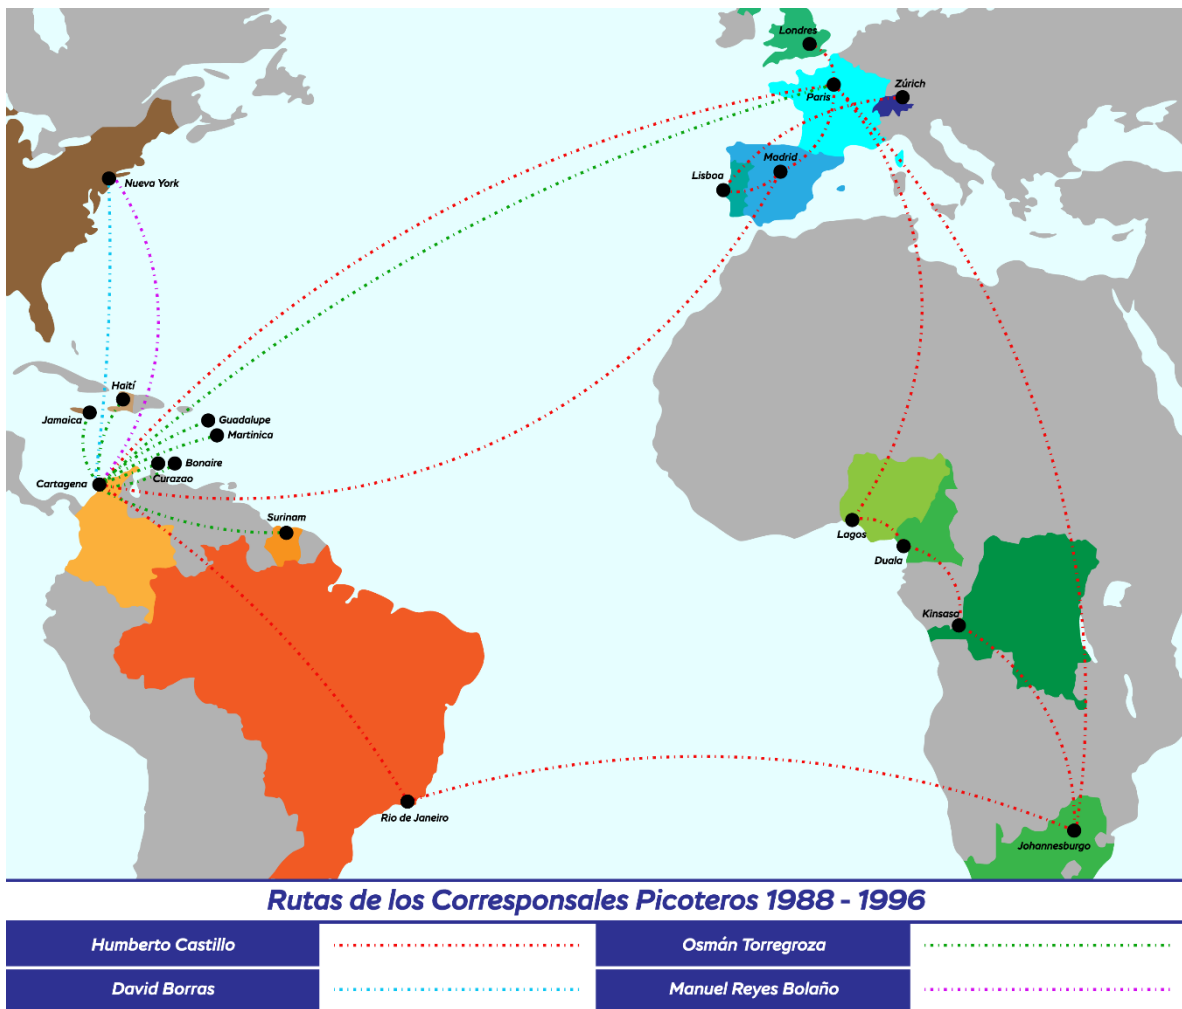 Londres
Paris
Zúrich
Madrid
Lisboa
Nueva York
Haití
Jamaica
Guadalupe
Martinica
Bonaire
Curazao
Cartagena
Surinam
Lagos
Duala
Kinsasa
Rio de Janeiro
Johannesburgo
Rutas de los Corresponsales Picoteros 1988 - 1996
Humberto Castillo
Osmán Torregroza
David Borras
Manuel Reyes Bolaño